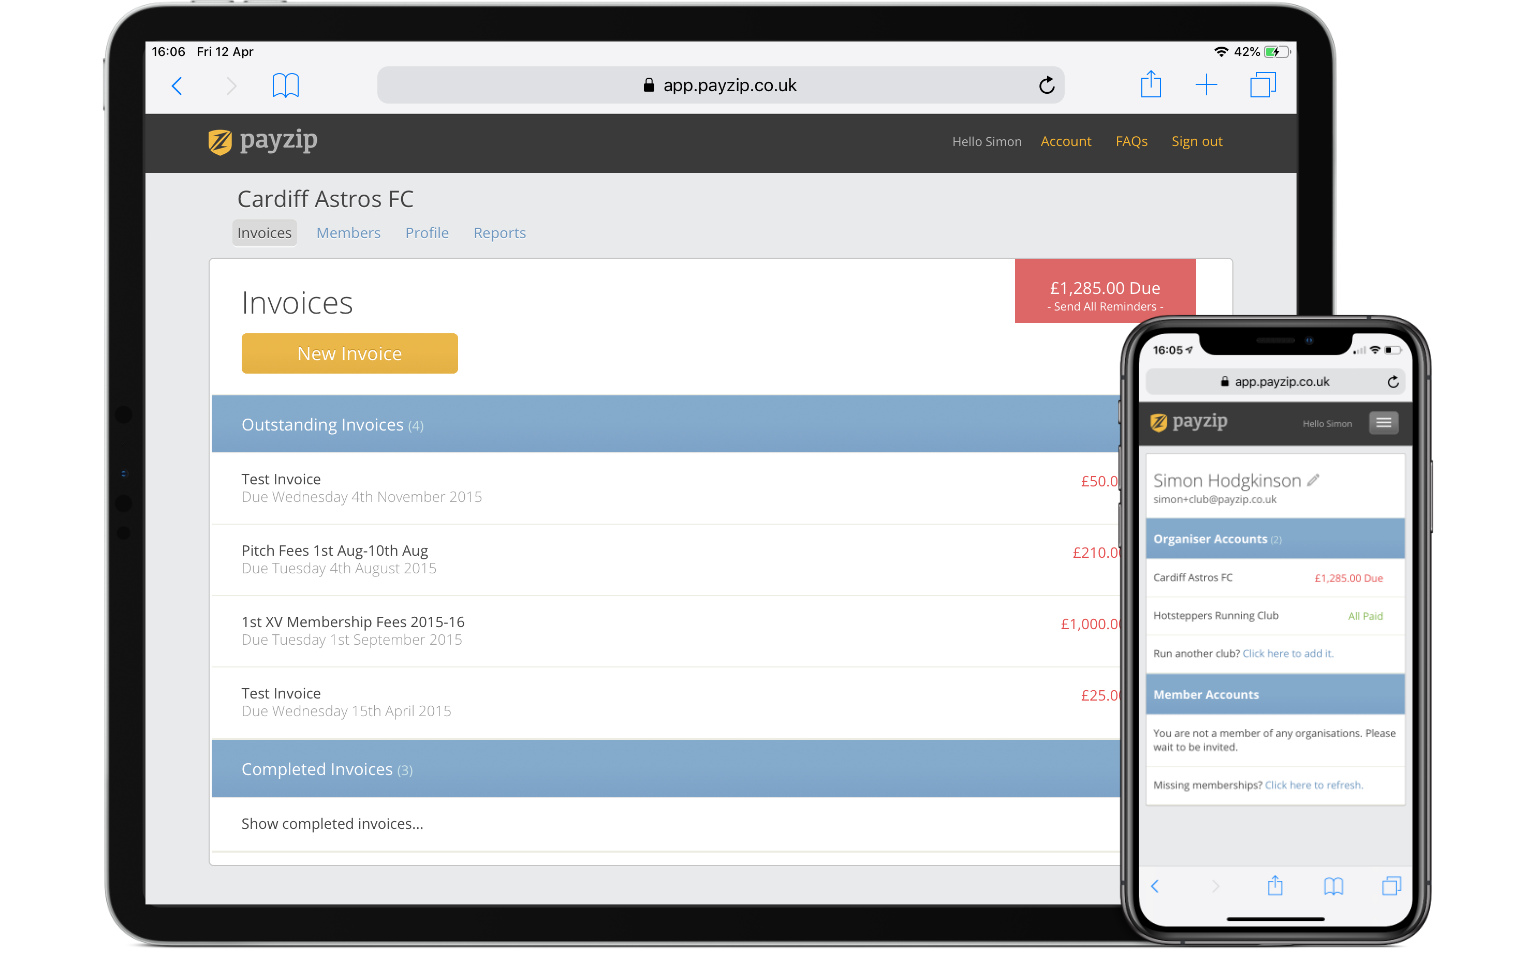 16:06 Fri 12 Apr
42%
app.payzip.co.uk
payzip
Hello Simon Account FAQs Sign out
Cardiff Astros FC
Invoices Members Profile Reports
£1,285.00 Due
- Send All Reminders -
Invoices
New Invoice
Outstanding Invoices (4)
Test Invoice
£50.0
Due Wednesday 4th November 2015
Pitch Fees 1st Aug-10th Aug
£210.0
Due Tuesday 4th August 2015
1st XV Membership Fees 2015-16
£1,000.0
Due Tuesday 1st September 2015
Test Invoice
£25.0
Due Wednesday 15th April 2015
Completed Invoices (3)
Show completed invoices...
16:05
app.payzip.co.uk
payzip
Hello Simon
Simon Hodgkinson
simon+club@payzip.co.uk
Organiser Accounts (2)
Cardiff Astros FC £1,285.00 Due
Hotsteppers Running Club All Paid
Run another club? Click here to add it.
Member Accounts
You are not a member of any organisations. Please
wait to be invited.
Missing memberships? Click here to refresh.